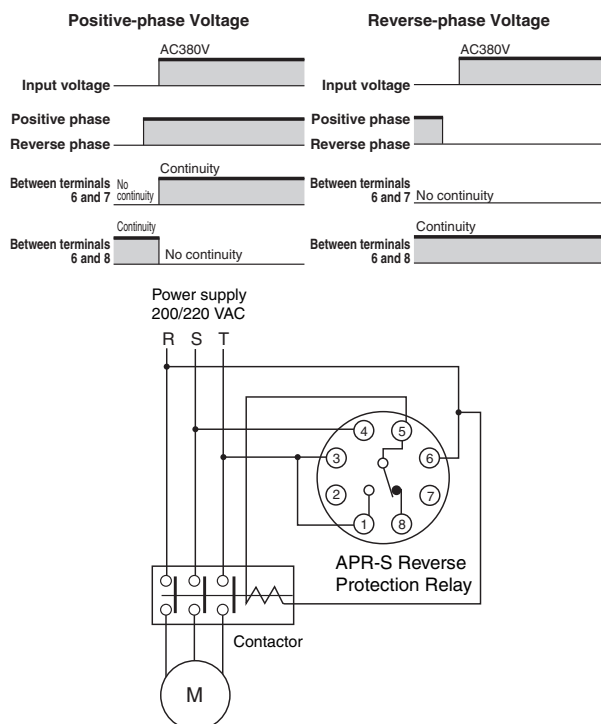 Positive-phase Voltage
AC380V
Input voltage
Positive phase
Reverse phase
Continuity
Between terminals
6 and 7
No
continuity
Continuity
Between terminals
6 and 8
No continuity
Reverse-phase Voltage
AC380V
Input voltage
Positive phase
Reverse phase
Between terminals
6 and 7
No continuity
Continuity
Between terminals
6 and 8
Power supply
200/220 VAC
R S T
4 5
3 6
2 7
1 8
APR-S Reverse
Protection Relay
Contactor
M